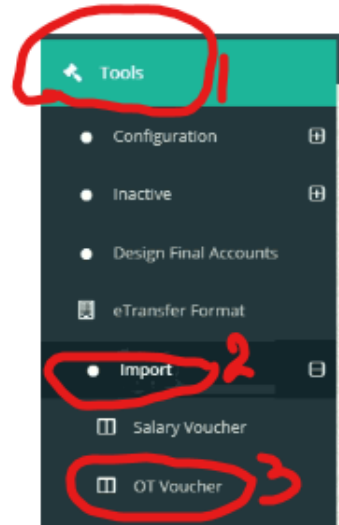 Tools 1
Configuration
Inactive
Design Final Accounts
eTransfer Format
Import 2
Salary Voucher
OT Voucher 3